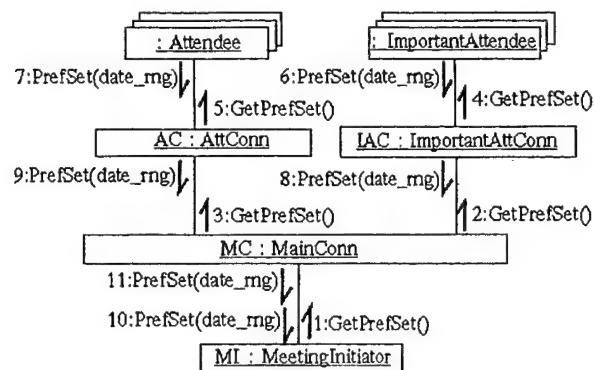 : Attendee
: ImportantAttendee
7:PrefSet(date_rng)
6:PrefSet(date_rng)
5:GetPrefSet()
4:GetPrefSet()
AC : AttConn
IAC : ImportantAttConn
9:PrefSet(date_rng)
8:PrefSet(date_rng)
3:GetPrefSet()
2:GetPrefSet()
MC : MainConn
11:PrefSet(date_rng)
10:PrefSet(date_rng)
1:GetPrefSet()
MI : MeetingInitiator